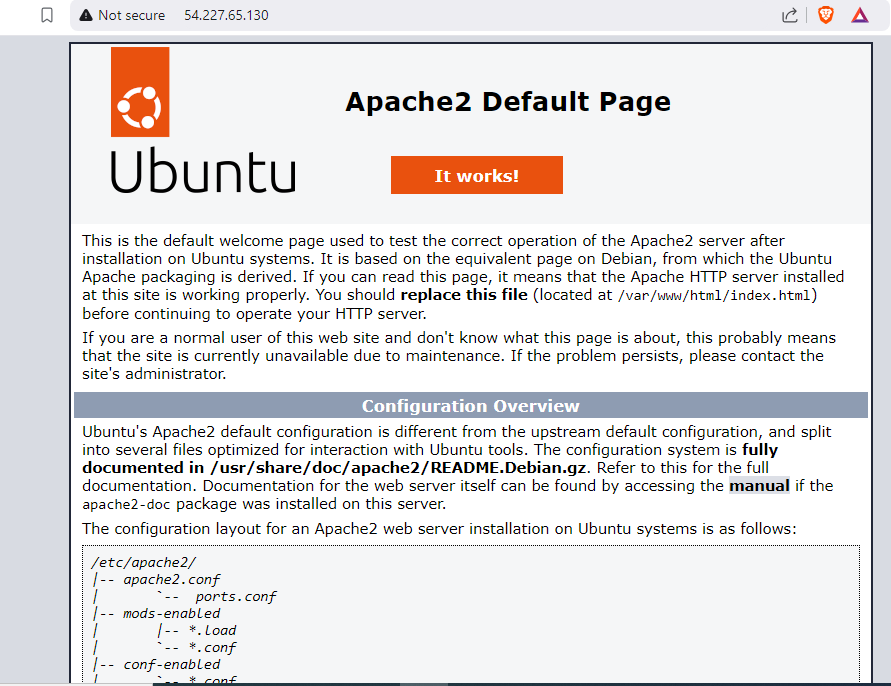 Not secure 54.227.65.130
Apache2 Default Page
Ubuntu
It works!
This is the default welcome page used to test the correct operation of the Apache2 server after
installation on Ubuntu systems. It is based on the equivalent page on Debian, from which the Ubuntu
Apache packaging is derived. If you can read this page, it means that the Apache HTTP server installed
at this site is working properly. You should replace this file (located at /var/www/html/index.html)
before continuing to operate your HTTP server.
If you are a normal user of this web site and don't know what this page is about, this probably means
that the site is currently unavailable due to maintenance. If the problem persists, please contact the
site's administrator.
Configuration Overview
Ubuntu's Apache2 default configuration is different from the upstream default configuration, and split
into several files optimized for interaction with Ubuntu tools. The configuration system is fully
documented in /usr/share/doc/apache2/README.Debian.gz. Refer to this for the full
documentation. Documentation for the web server itself can be found by accessing the manual if the
apache2-doc package was installed on this server.
The configuration layout for an Apache2 web server installation on Ubuntu systems is as follows:
/etc/apache2/
|-- apache2.conf
|       `--  ports.conf
|-- mods-enabled
|       |-- *.load
|       `-- *.conf
|-- conf-enabled
|       `-- *.conf